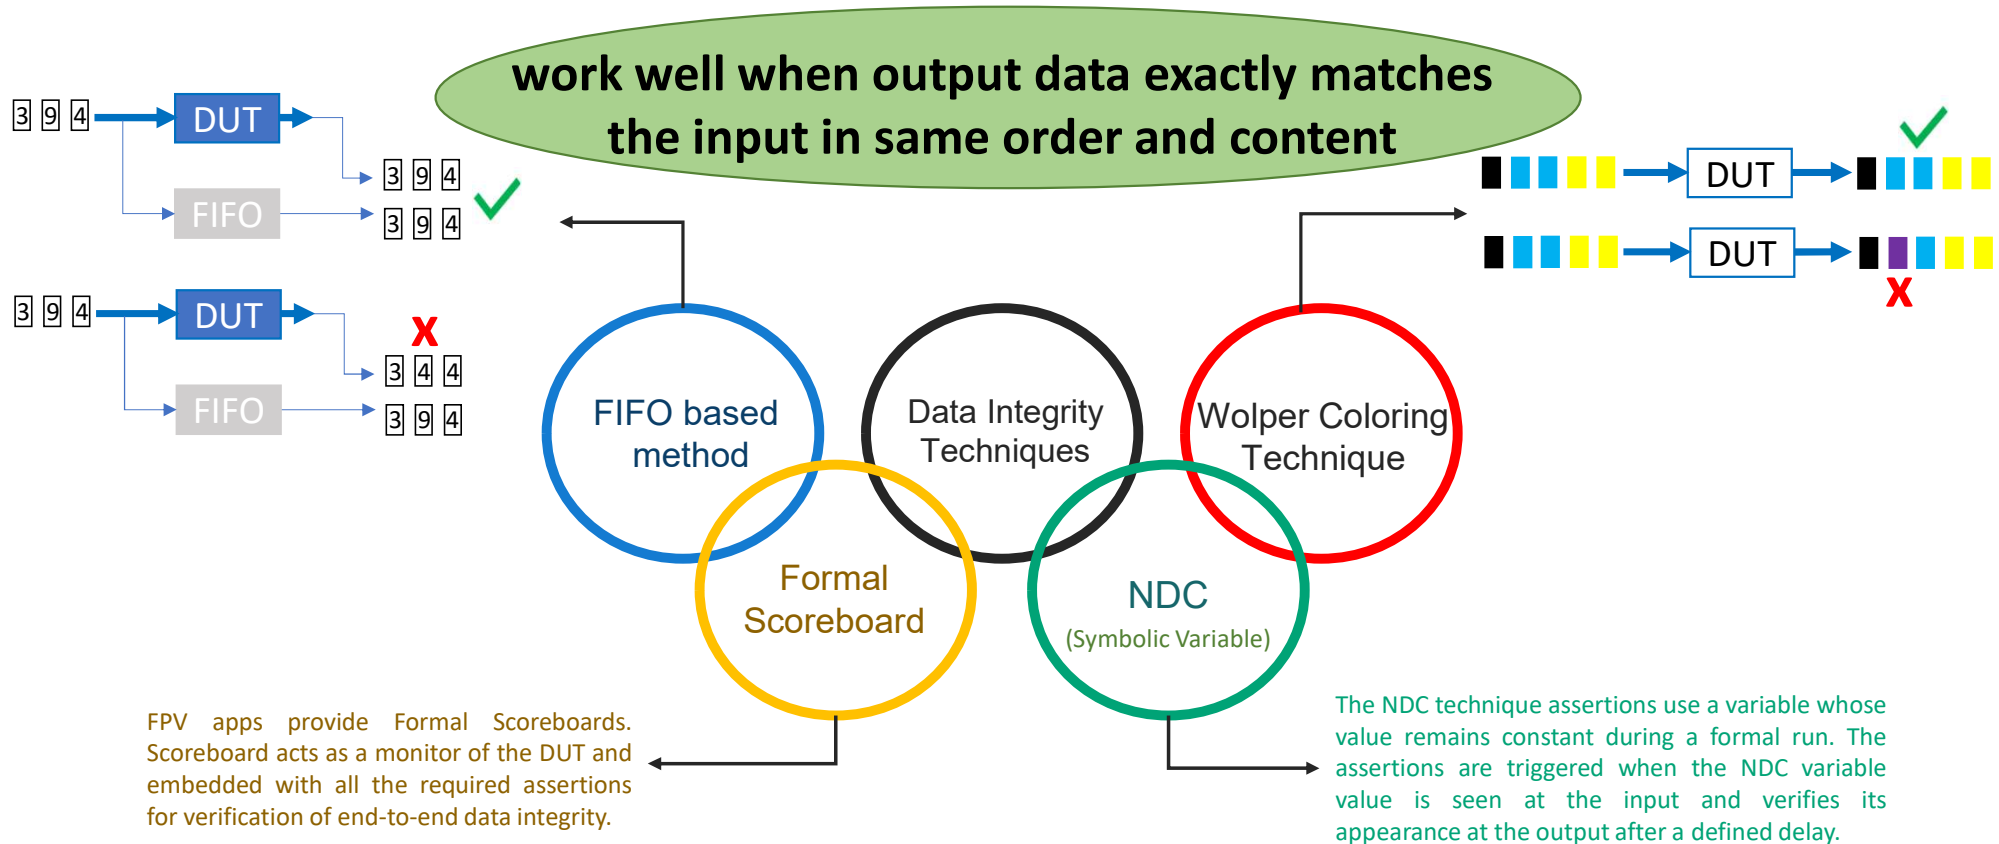 work well when output data exactly matches
the input in same order and content
3 9 4
DUT
3 9 4
FIFO
3 9 4
3 9 4
DUT
X
3 4 4
FIFO
3 9 4
DUT
DUT
X
FIFO based
method
Data Integrity
Techniques
Wolper Coloring
Technique
Formal
Scoreboard
NDC
(Symbolic Variable)
FPV apps provide Formal Scoreboards.
Scoreboard acts as a monitor of the DUT and
embedded with all the required assertions
for verification of end-to-end data integrity.
The NDC technique assertions use a variable whose
value remains constant during a formal run. The
assertions are triggered when the NDC variable
value is seen at the input and verifies its
appearance at the output after a defined delay.